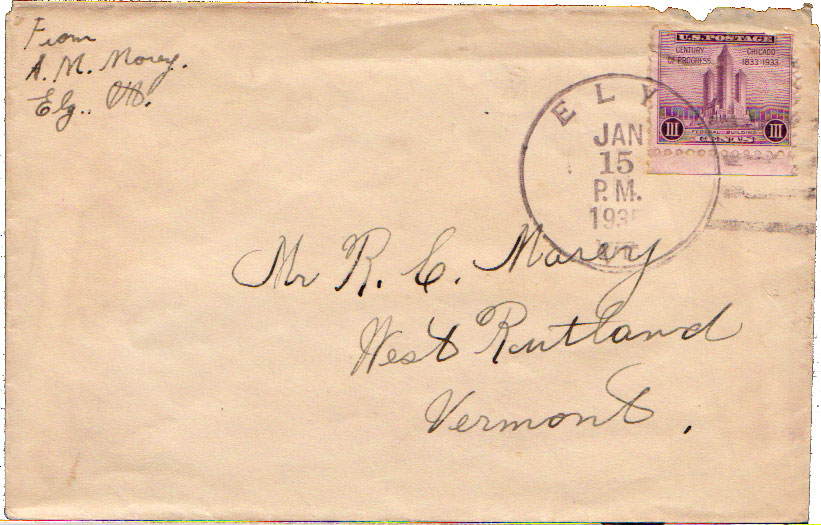 From
A. M. Morey.
Ely., Vt.
U.S. POSTAGE
CENTURY OF PROGRESS
CHICAGO 1833-1933
III
FEDERAL BUILDING
III
CENTS
ELY
JAN
15
P.M.
1935
Mr R. C. Morey
West Rutland
Vermont.